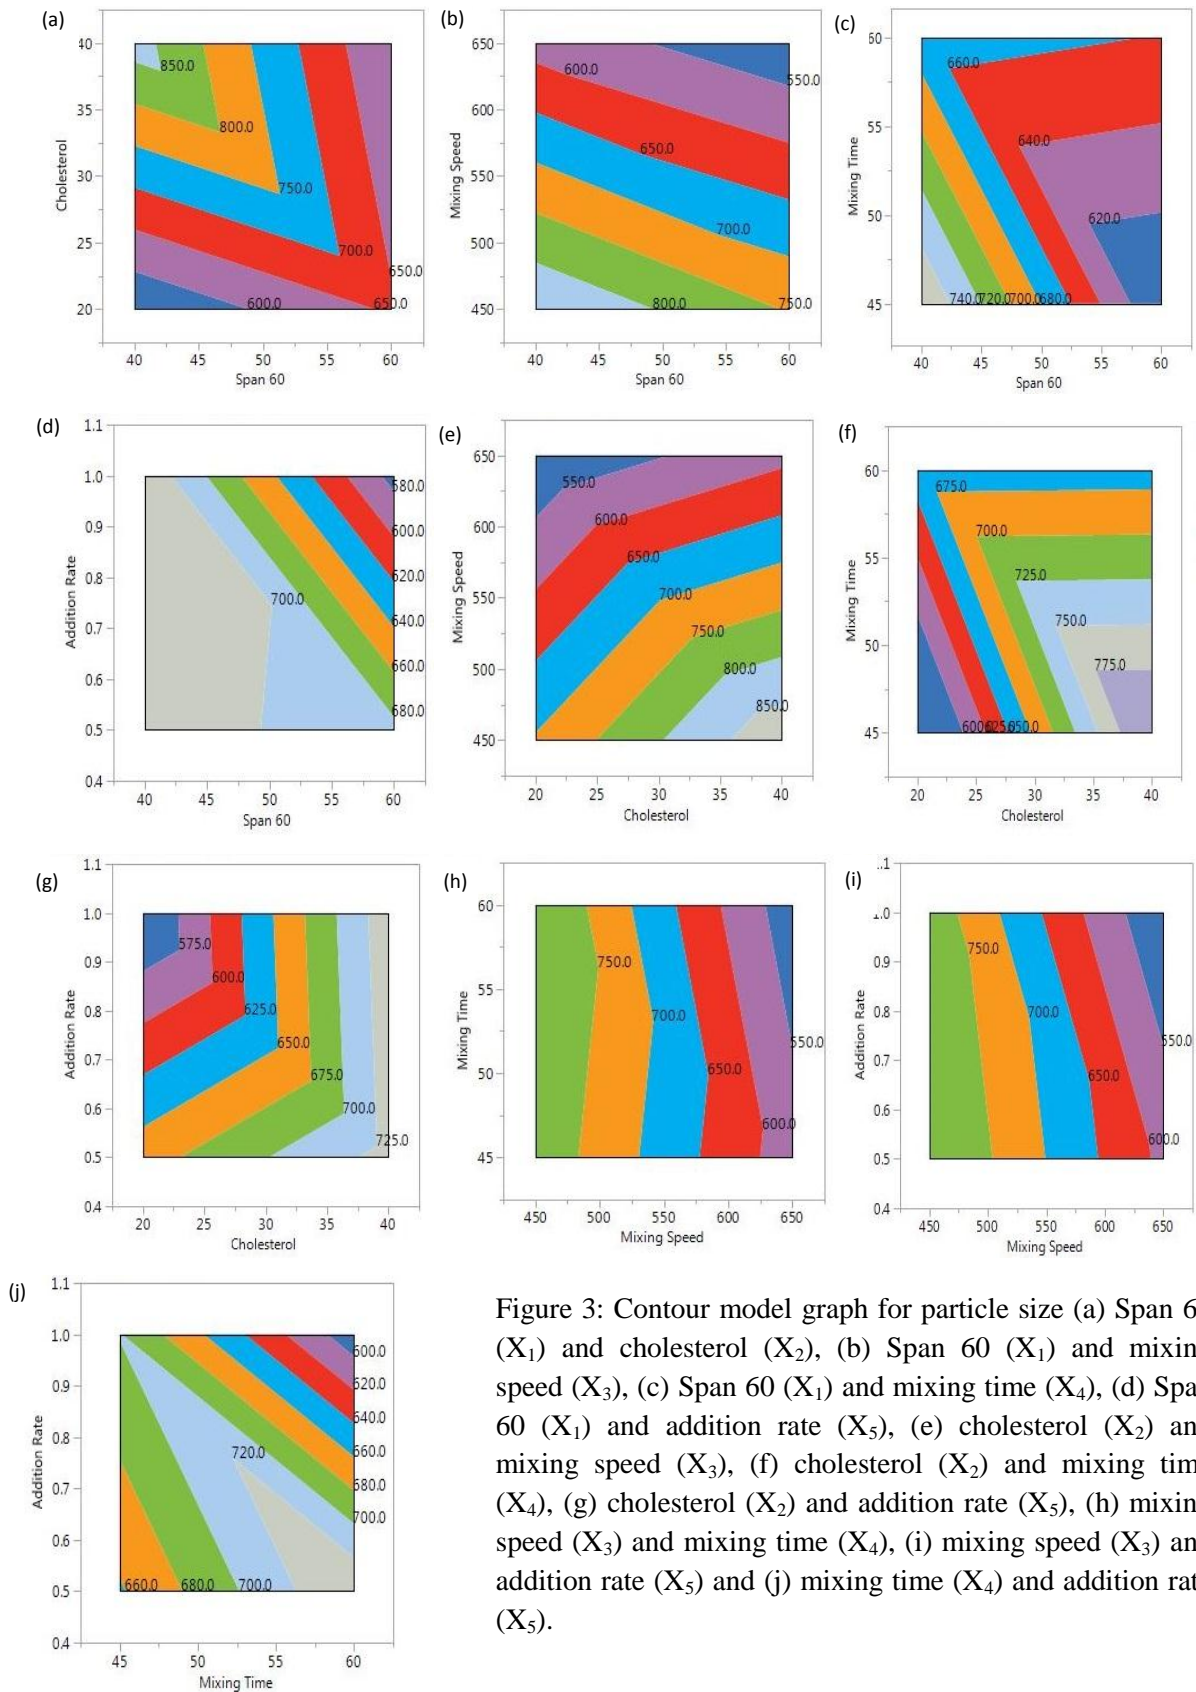 (a)
Cholesterol
40
35
30
25
20
850.0
800.0
750.0
700.0
650.0
600.0
650.0
40 45 50 55 60
Span 60
(b)
Mixing Speed
650
600
550
500
450
600.0
550.0
650.0
700.0
800.0
750.0
40 45 50 55 60
Span 60
(c)
Mixing Time
60
55
50
45
660.0
640.0
620.0
740.0 720.0 700.0 680.0
40 45 50 55 60
Span 60
(d)
Addition Rate
1.1
1.0
0.9
0.8
0.7
0.6
0.5
0.4
580.0
600.0
620.0
700.0
640.0
660.0
680.0
40 45 50 55 60
Span 60
(e)
Mixing Speed
650
600
550
500
450
550.0
600.0
650.0
700.0
750.0
800.0
850.0
20 25 30 35 40
Cholesterol
(f)
Mixing Time
60
55
50
45
675.0
700.0
725.0
750.0
775.0
600.0 625.0 650.0
20 25 30 35 40
Cholesterol
(g)
Addition Rate
1.1
1.0
0.9
0.8
0.7
0.6
0.5
0.4
575.0
600.0
625.0
650.0
675.0
700.0
725.0
20 25 30 35 40
Cholesterol
(h)
Mixing Time
60
55
50
45
750.0
700.0
550.0
650.0
600.0
450 500 550 600 650
Mixing Speed
(i)
Addition Rate
.1
1.0
0.9
0.8
0.7
0.6
0.5
0.4
750.0
700.0
550.0
650.0
600.0
450 500 550 600 650
Mixing Speed
(j)
Addition Rate
1.1
1.0
0.9
0.8
0.7
0.6
0.5
0.4
600.0
620.0
640.0
720.0
660.0
680.0
700.0
660.0 680.0 700.0
45 50 55 60
Mixing Time
Figure 3: Contour model graph for particle size (a) Span 6
(X₁) and cholesterol (X₂), (b) Span 60 (X₁) and mixin
speed (X₃), (c) Span 60 (X₁) and mixing time (X₄), (d) Spa
60 (X₁) and addition rate (X₅), (e) cholesterol (X₂) an
mixing speed (X₃), (f) cholesterol (X₂) and mixing tim
(X₄), (g) cholesterol (X₂) and addition rate (X₅), (h) mixin
speed (X₃) and mixing time (X₄), (i) mixing speed (X₃) an
addition rate (X₅) and (j) mixing time (X₄) and addition rat
(X₅).